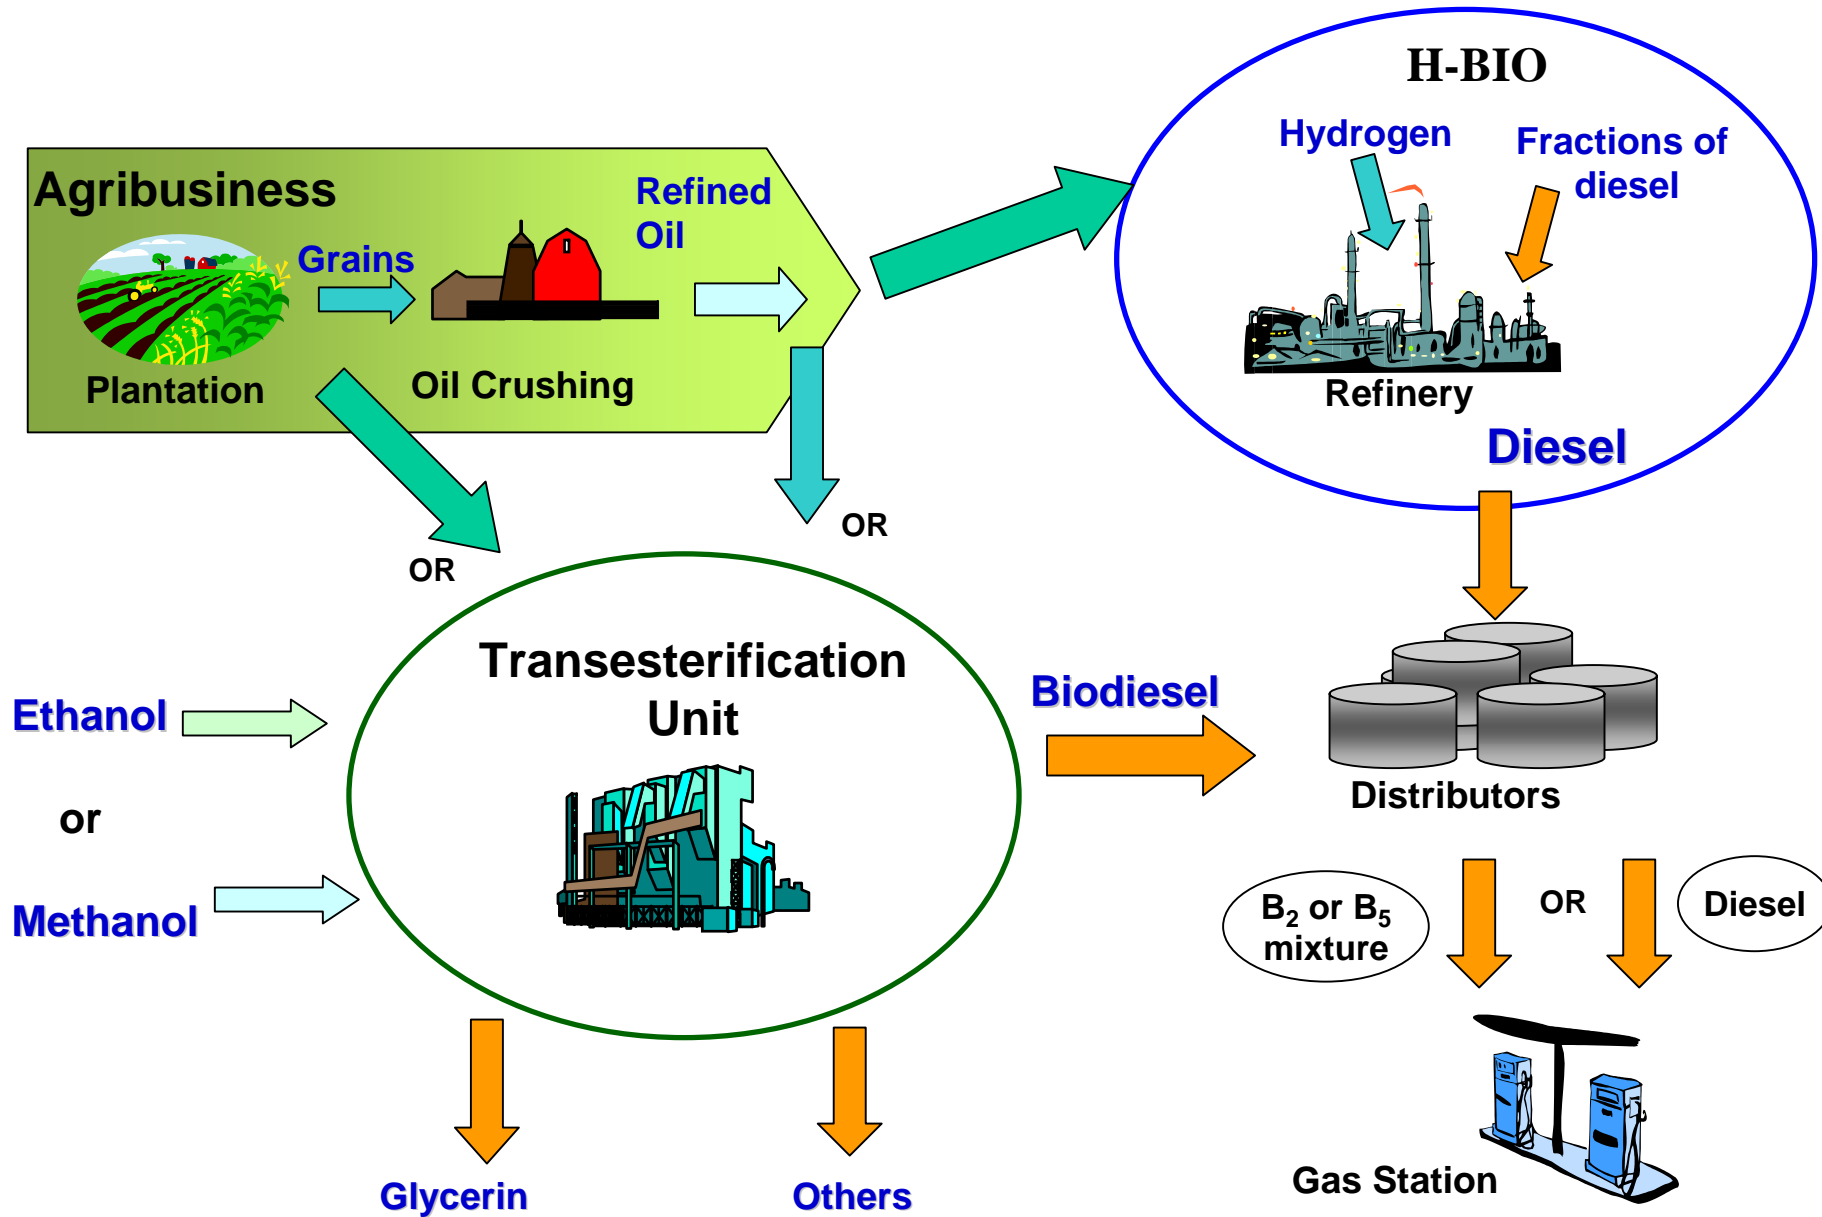 H-BIO
Hydrogen
Fractions of
diesel
Agribusiness
Refined
Oil
Grains
Plantation
Oil Crushing
Refinery
Diesel
OR
OR
Transesterification
Unit
Ethanol
or
Methanol
Biodiesel
Distributors
B₂ or B₅
mixture
OR
Diesel
Gas Station
Glycerin
Others